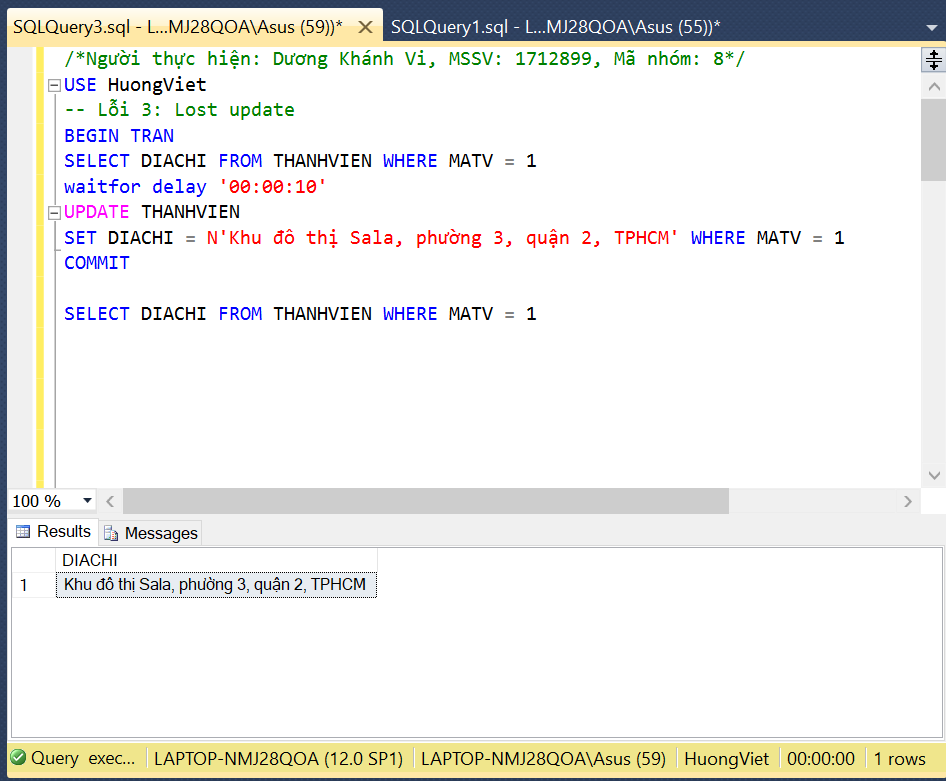 SQLQuery3.sql - L...MJ28QOA\Asus (59))* SQLQuery1.sql - L...MJ28QOA\Asus (55))*
/*Người thực hiện: Dương Khánh Vi, MSSV: 1712899, Mã nhóm: 8*/
USE HuongViet
-- Lỗi 3: Lost update
BEGIN TRAN
SELECT DIACHI FROM THANHVIEN WHERE MATV = 1
waitfor delay '00:00:10'
UPDATE THANHVIEN
SET DIACHI = N'Khu đô thị Sala, phường 3, quận 2, TPHCM' WHERE MATV = 1
COMMIT
SELECT DIACHI FROM THANHVIEN WHERE MATV = 1
100 %
Results Messages
DIACHI
1 Khu đô thị Sala, phường 3, quận 2, TPHCM
Query exec... LAPTOP-NMJ28QOA (12.0 SP1) LAPTOP-NMJ28QOA\Asus (59) HuongViet 00:00:00 1 rows